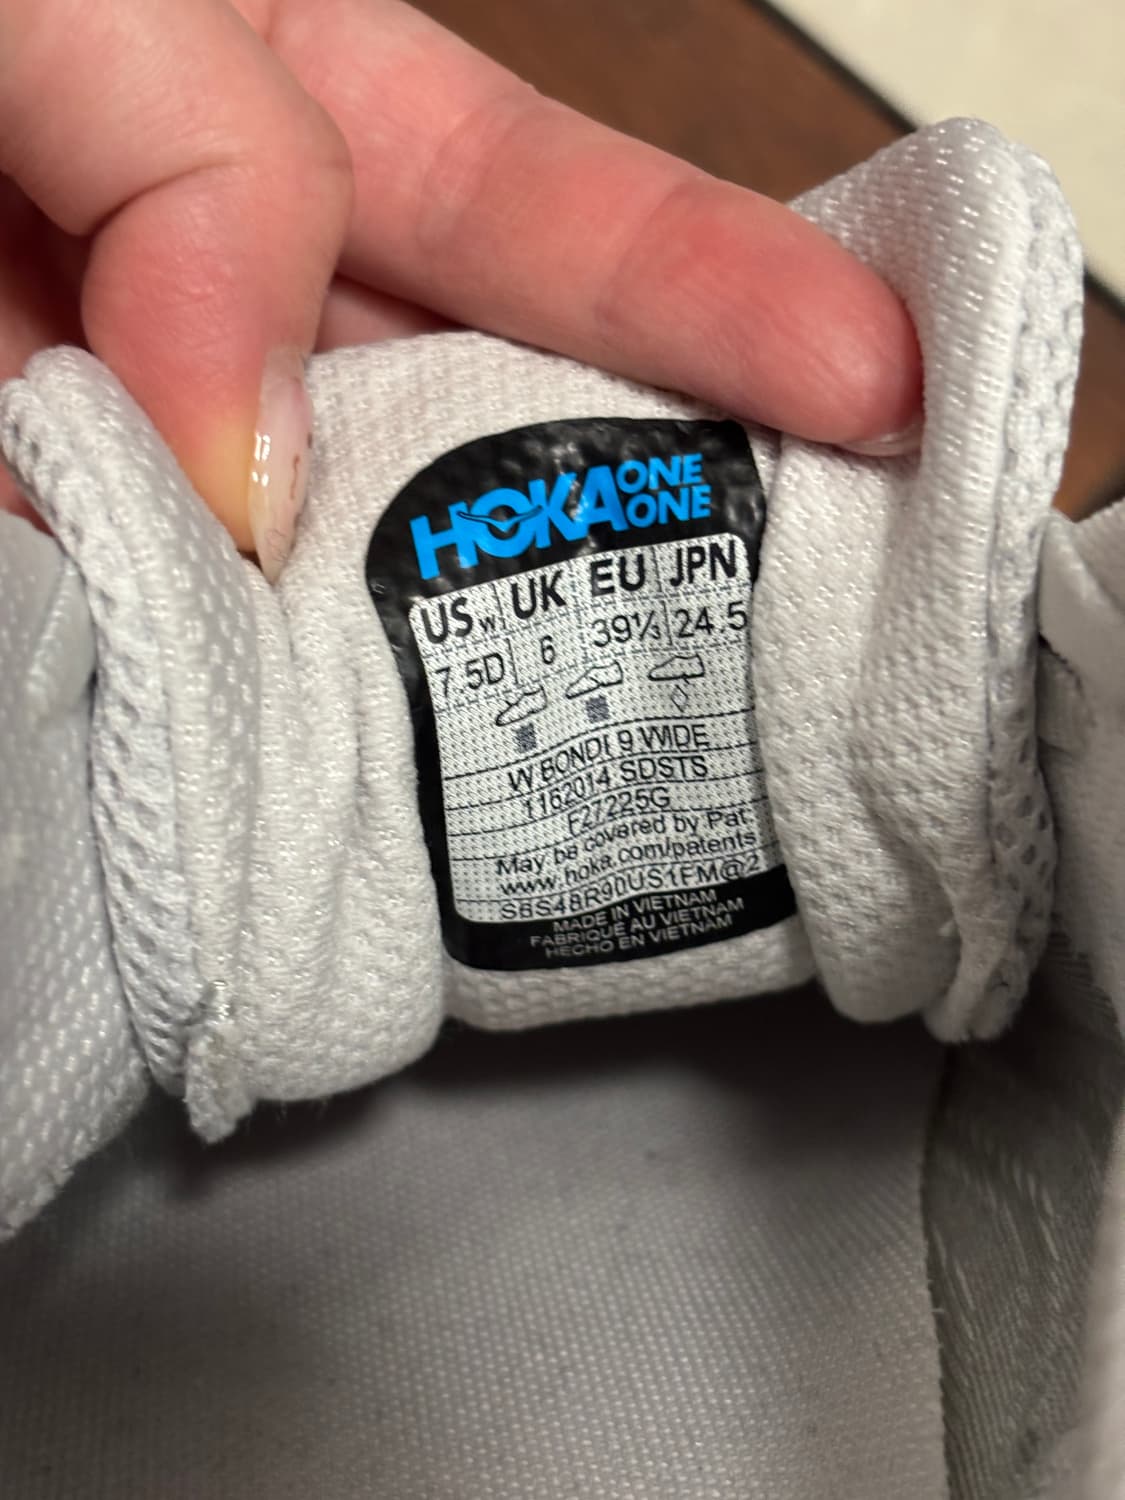 HOKA ONE ONE
US W UK EU JPN
7.5D 6 39⅓ 24.5
W BONDI 9 WIDE
1162014 SDSTS
F27225G
May be covered by Pat.
www.hoka.com/patents
SBS48R90US1FM@2
MADE IN VIETNAM
FABRIQUÉ AU VIETNAM
HECHO EN VIETNAM